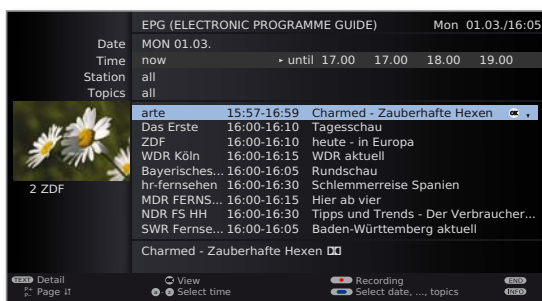 EPG (ELECTRONIC PROGRAMME GUIDE) Mon 01.03./16:05
Date MON 01.03.
Time now ▸ until 17.00 17.00 18.00 19.00
Station all
Topics all
arte 15:57-16:59 Charmed - Zauberhafte Hexen OK
Das Erste 16:00-16:10 Tagesschau
ZDF 16:00-16:10 heute - in Europa
WDR Köln 16:00-16:15 WDR aktuell
Bayerisches... 16:00-16:05 Rundschau
hr-fernsehen 16:00-16:30 Schlemmerreise Spanien
MDR FERNS... 16:00-16:15 Hier ab vier
NDR FS HH 16:00-16:30 Tipps und Trends - Der Verbraucher...
SWR Fernse... 16:00-16:05 Baden-Württemberg aktuell
2 ZDF
Charmed - Zauberhafte Hexen
TEXT Detail OK View Recording END
P+ P- Page ↓↑ 0-9 Select time Select date, ..., topics INFO